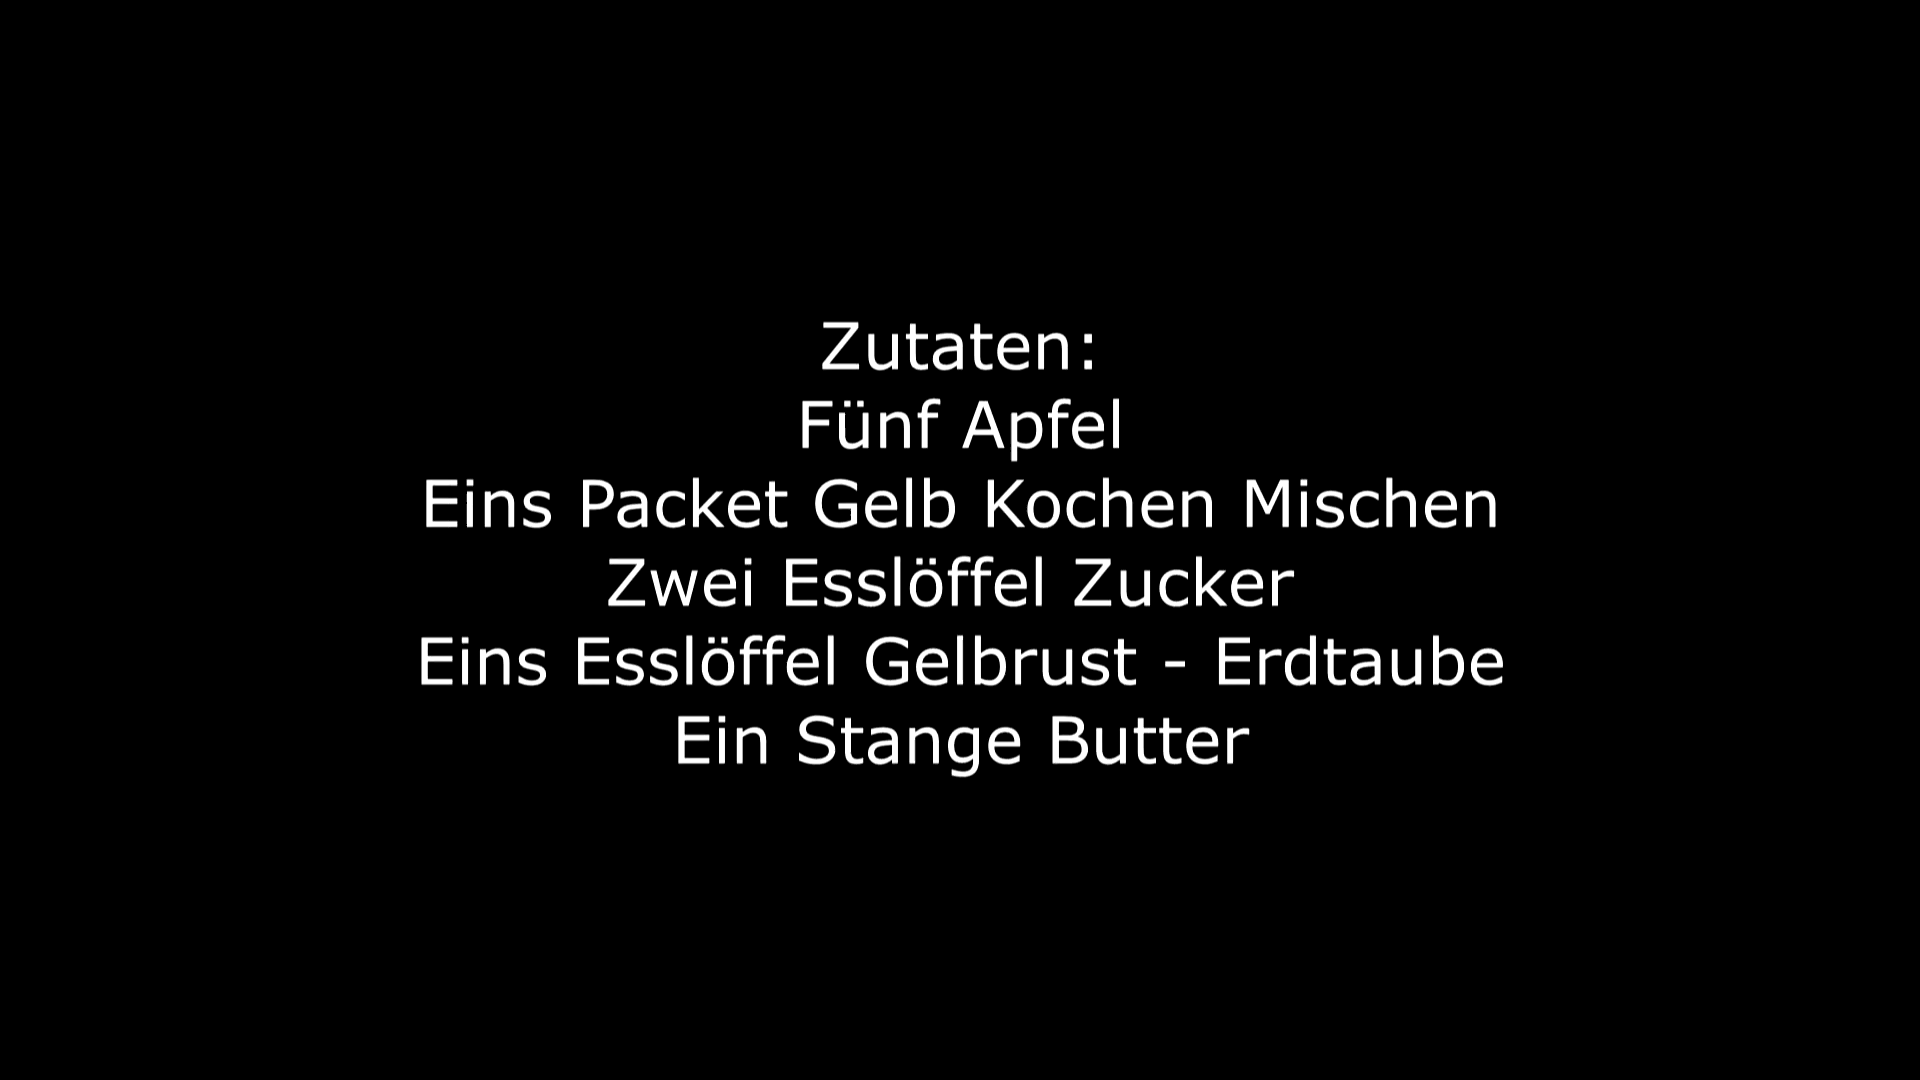 Zutaten:
Fünf Apfel
Eins Packet Gelb Kochen Mischen
Zwei Esslöffel Zucker
Eins Esslöffel Gelbrust - Erdtaube
Ein Stange Butter